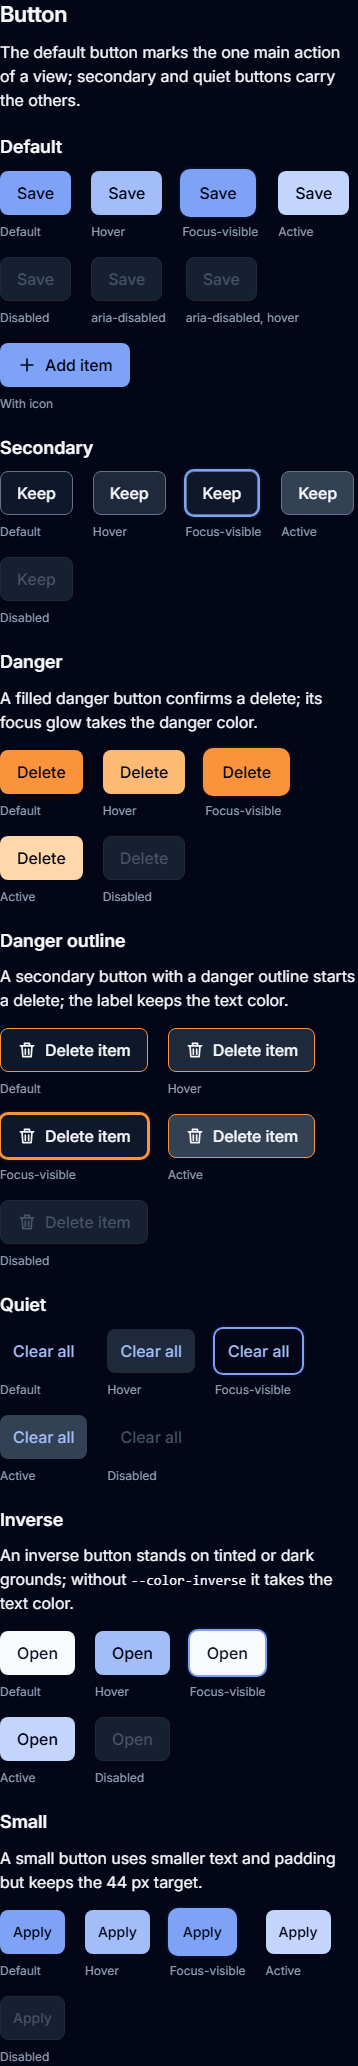 Button
The default button marks the one main action
of a view; secondary and quiet buttons carry
the others.
Default
Save Save Save Save
Default Hover Focus-visible Active
Save Save Save
Disabled aria-disabled aria-disabled, hover
+ Add item
With icon
Secondary
Keep Keep Keep Keep
Default Hover Focus-visible Active
Keep
Disabled
Danger
A filled danger button confirms a delete; its
focus glow takes the danger color.
Delete Delete Delete
Default Hover Focus-visible
Delete Delete
Active Disabled
Danger outline
A secondary button with a danger outline starts
a delete; the label keeps the text color.
Delete item Delete item
Default Hover
Delete item Delete item
Focus-visible Active
Delete item
Disabled
Quiet
Clear all Clear all Clear all
Default Hover Focus-visible
Clear all Clear all
Active Disabled
Inverse
An inverse button stands on tinted or dark
grounds; without --color-inverse it takes the
text color.
Open Open Open
Default Hover Focus-visible
Open Open
Active Disabled
Small
A small button uses smaller text and padding
but keeps the 44 px target.
Apply Apply Apply Apply
Default Hover Focus-visible Active
Apply
Disabled